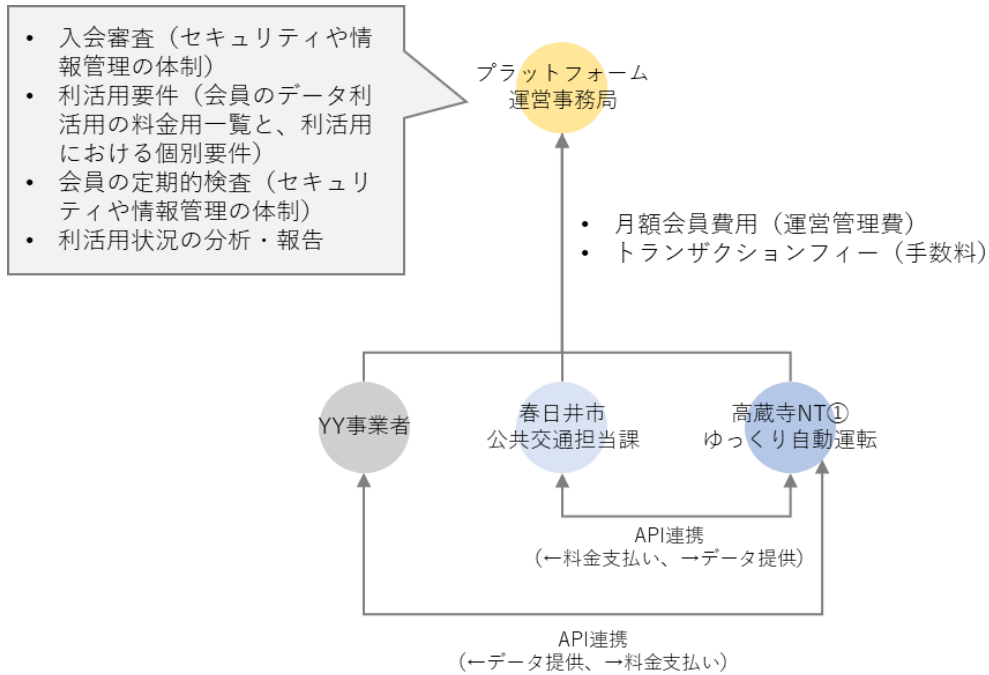 • 入会審査（セキュリティや情
報管理の体制）
• 利活用要件（会員のデータ利
活用の料金用一覧と、利活用
における個別要件）
• 会員の定期的検査（セキュリ
ティや情報管理の体制）
• 利活用状況の分析・報告
プラットフォーム
運営事務局
• 月額会員費用（運営管理費）
• トランザクションフィー（手数料）
YY事業者
春日井市
公共交通担当課
高蔵寺NT①
ゆっくり自動運転
API連携
（←料金支払い、→データ提供）
API連携
（←データ提供、→料金支払い）